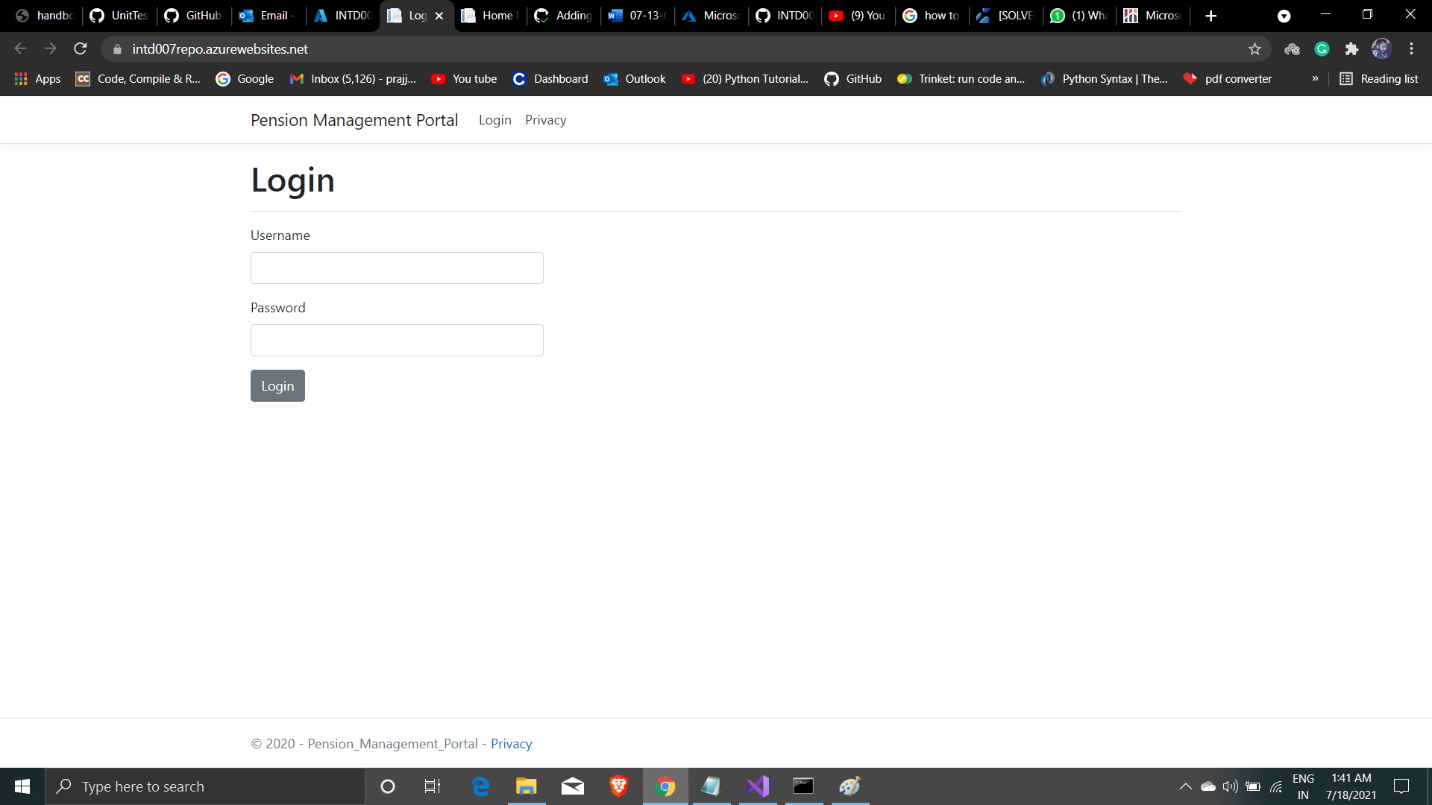 handbo
UnitTes
GitHub
Email -
INTD00
Log
Home
Adding
07-13-
Micros
INTD00
(9) You
how to
[SOLVE
(1) Wha
Micros
intd007repo.azurewebsites.net
Apps
Code, Compile & R...
Google
Inbox (5,126) - prajj...
You tube
Dashboard
Outlook
(20) Python Tutorial...
GitHub
Trinket: run code an...
Python Syntax | The...
pdf converter
»
Reading list
Pension Management Portal
Login
Privacy
Login
Username
Password
Login
© 2020 - Pension_Management_Portal - Privacy
Type here to search
ENG
IN
1:41 AM
7/18/2021